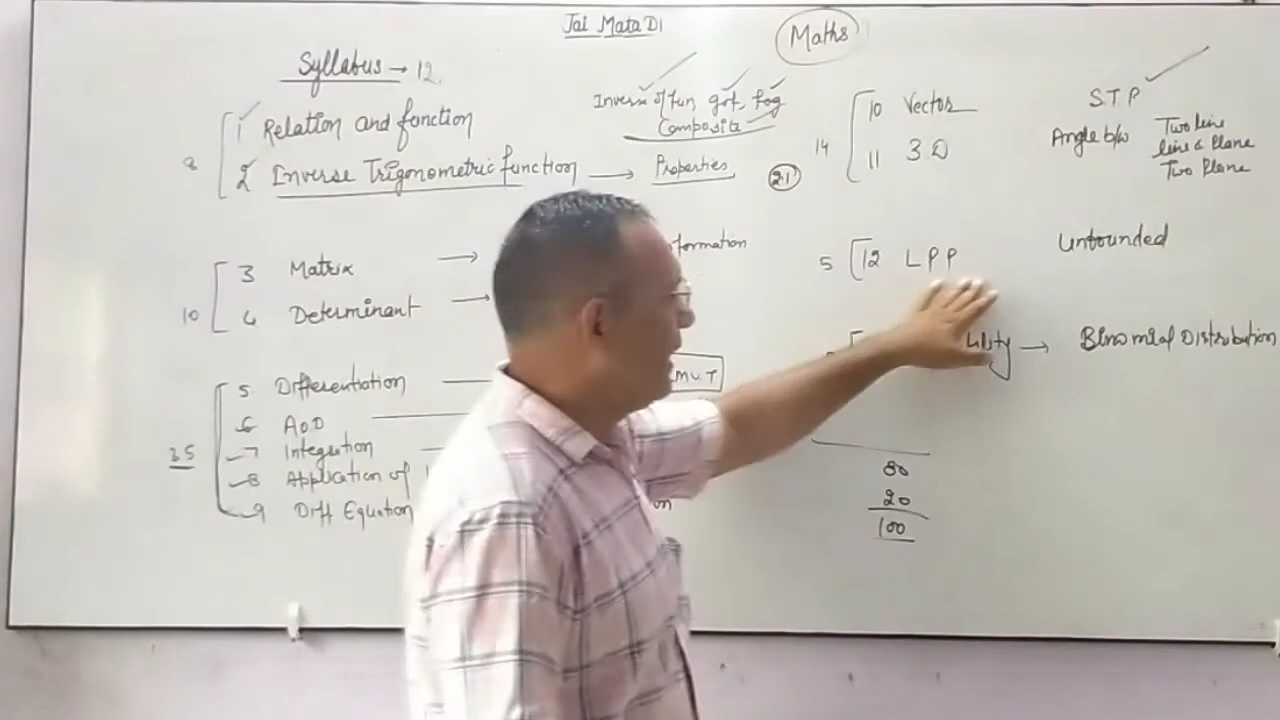 Jai Mata DI
Maths
Syllabus → 12
8
1 Relation and function
Inverse of fun gof, fog
Composite
2 Inverse Trigonometric function → Properties
21
10
3 Matrix →
formation
4 Determinant →
35
5. Differentiation
M.V.T
6 AOD
7 Integration
8 Application of
9 Diff Equation
on
14
10 Vector
S.T.P
11 3D
Angle b/w
Two line
line & Plane
Two Plane
5
12 LPP
Unbounded
bility → Binomial Distribution
80
20
100